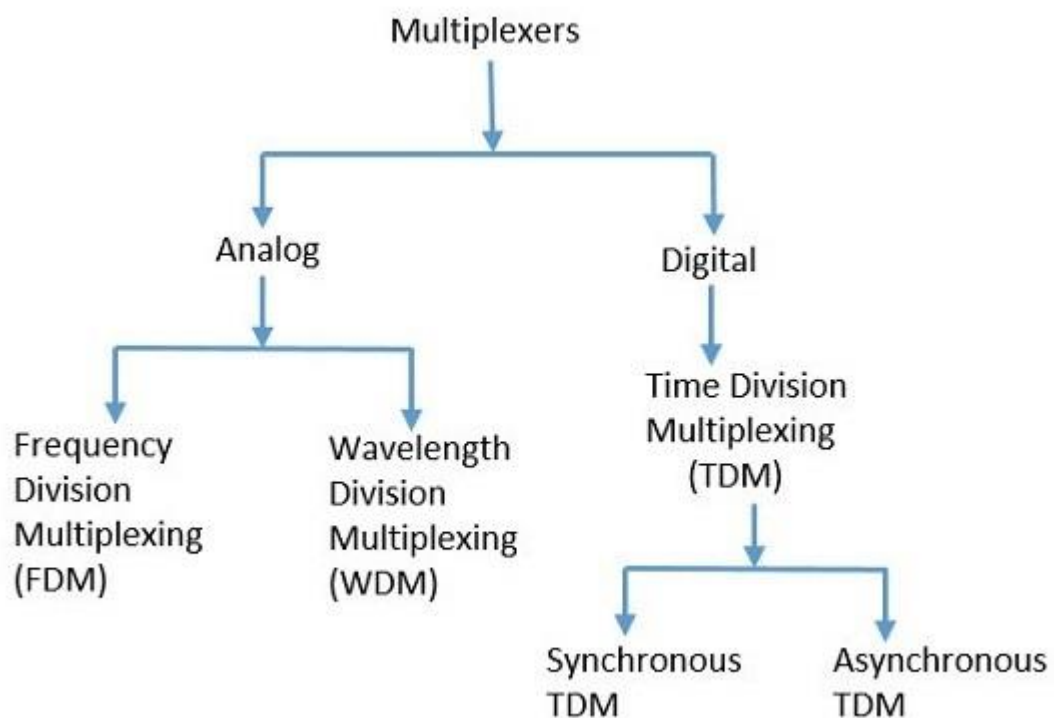 Multiplexers
Analog
Digital
Frequency
Division
Multiplexing
(FDM)
Wavelength
Division
Multiplexing
(WDM)
Time Division
Multiplexing
(TDM)
Synchronous
TDM
Asynchronous
TDM